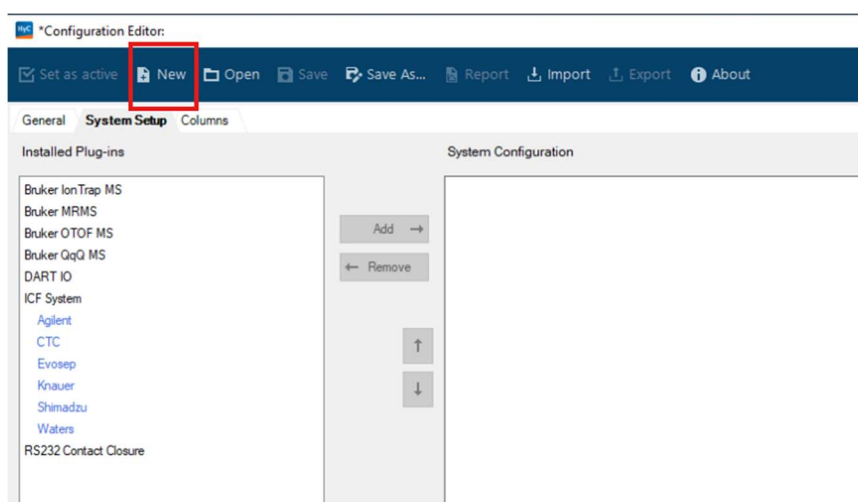 HyC *Configuration Editor:
Set as active New Open Save Save As... Report Import Export About
General System Setup Columns
Installed Plug-ins System Configuration
Bruker IonTrap MS
Bruker MRMS
Bruker OTOF MS
Bruker QqQ MS
DART IO
ICF System
Agilent
CTC
Evosep
Knauer
Shimadzu
Waters
RS232 Contact Closure
Add →
← Remove
↑
↓